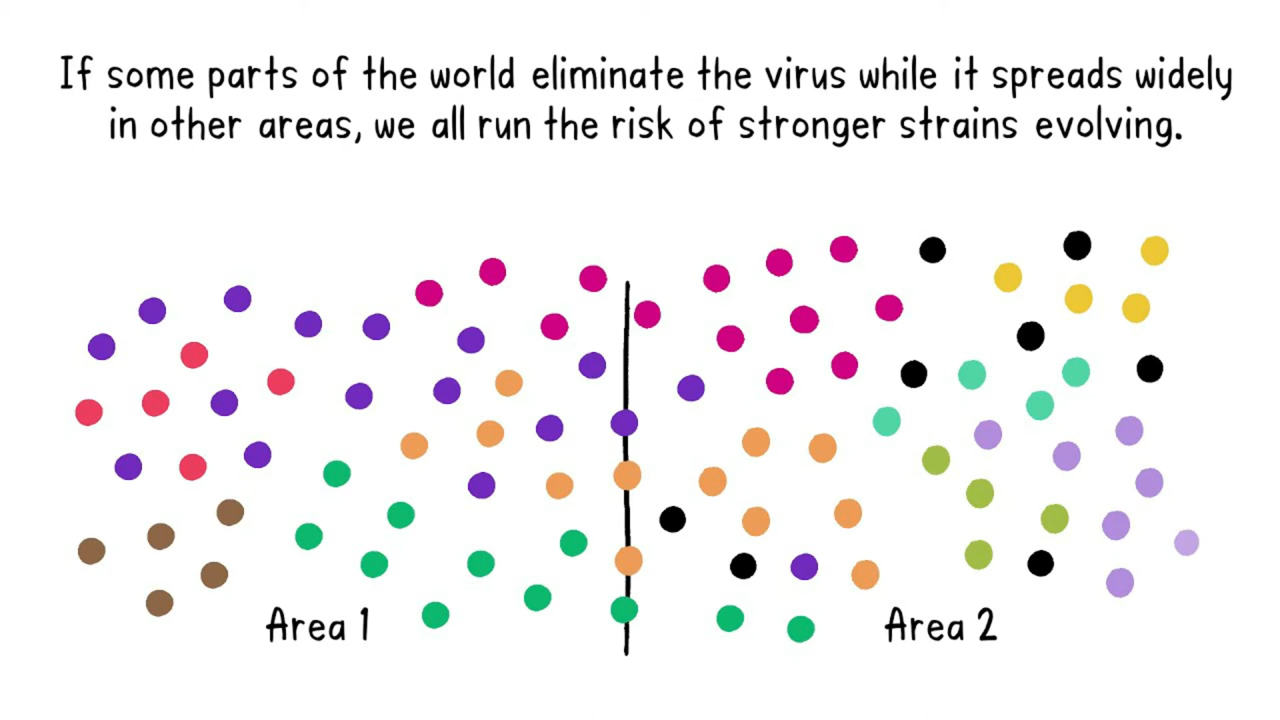 If some parts of the world eliminate the virus while it spreads widely
in other areas, we all run the risk of stronger strains evolving.
Area 1
Area 2